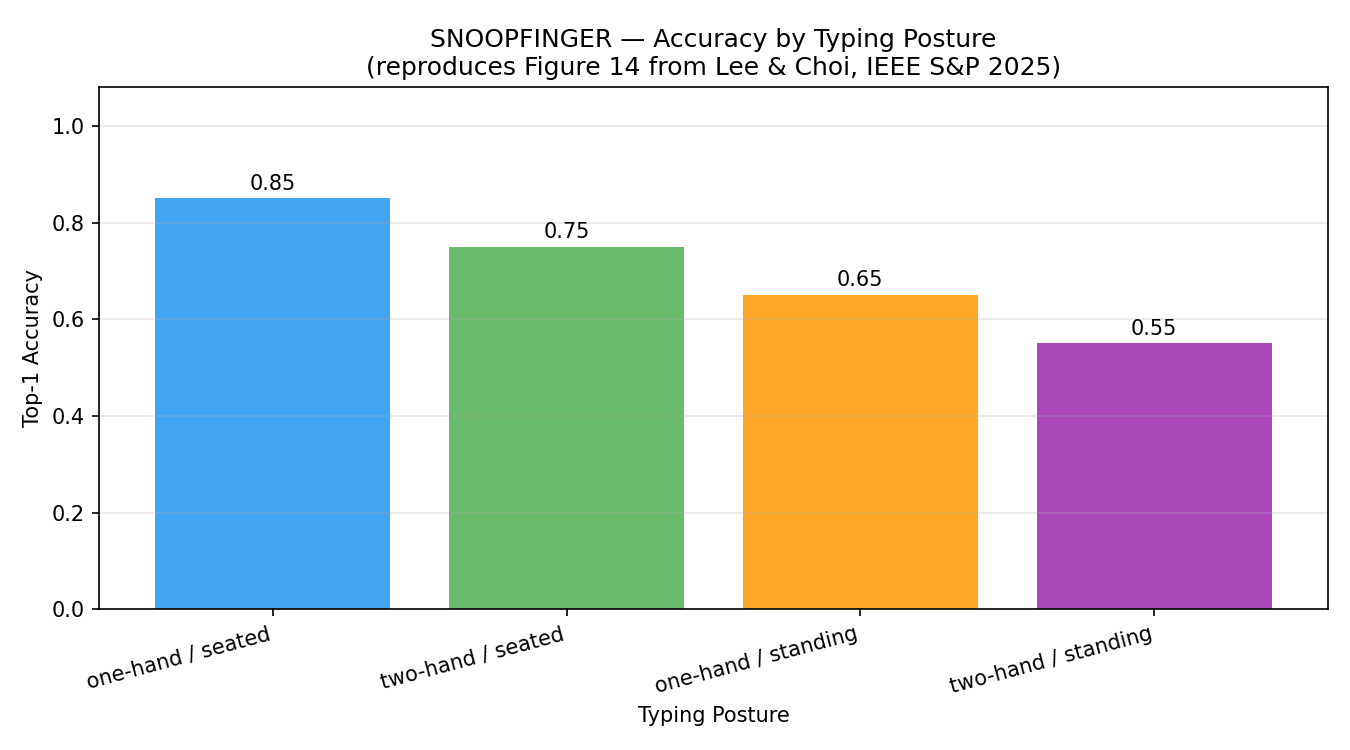 SNOOPFINGER — Accuracy by Typing Posture
(reproduces Figure 14 from Lee & Choi, IEEE S&P 2025)
Top-1 Accuracy
1.0
0.8
0.6
0.4
0.2
0.0
0.85
0.75
0.65
0.55
one-hand / seated
two-hand / seated
one-hand / standing
two-hand / standing
Typing Posture